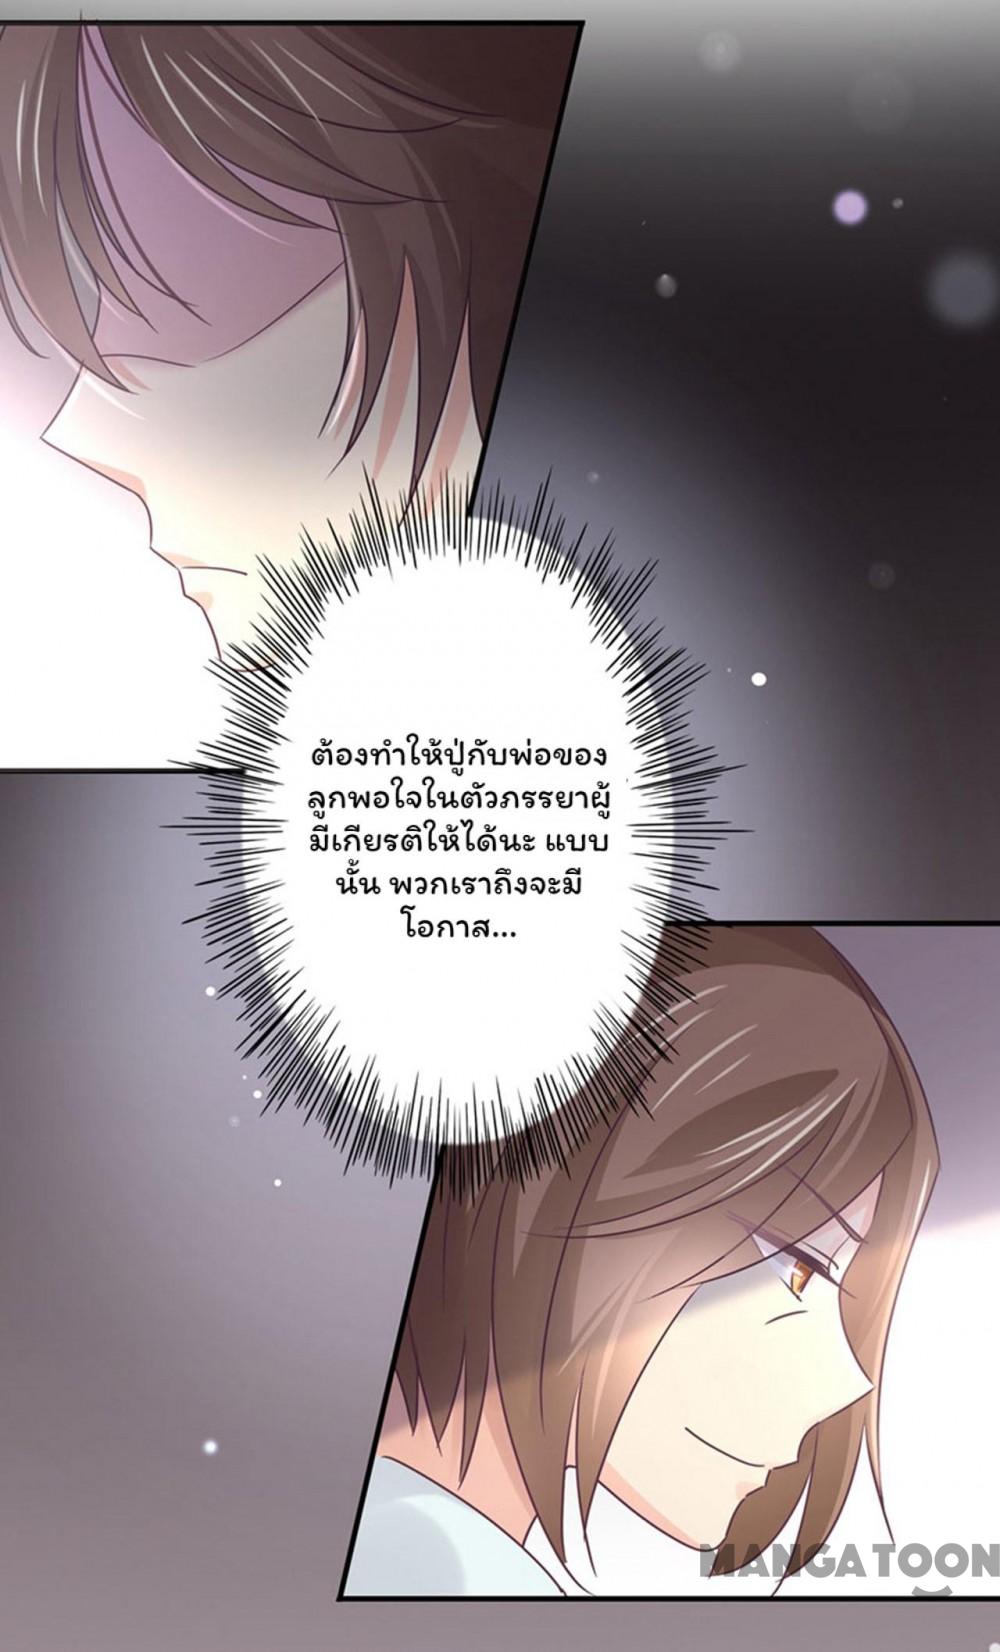 ต้องทำให้ปู่กับพ่อของ
ลูกพอใจในตัวภรรยาผู้
มีเกียรติให้ได้นะ แบบ
นั้น พวกเราถึงจะมี
โอกาส...
MANGATOON